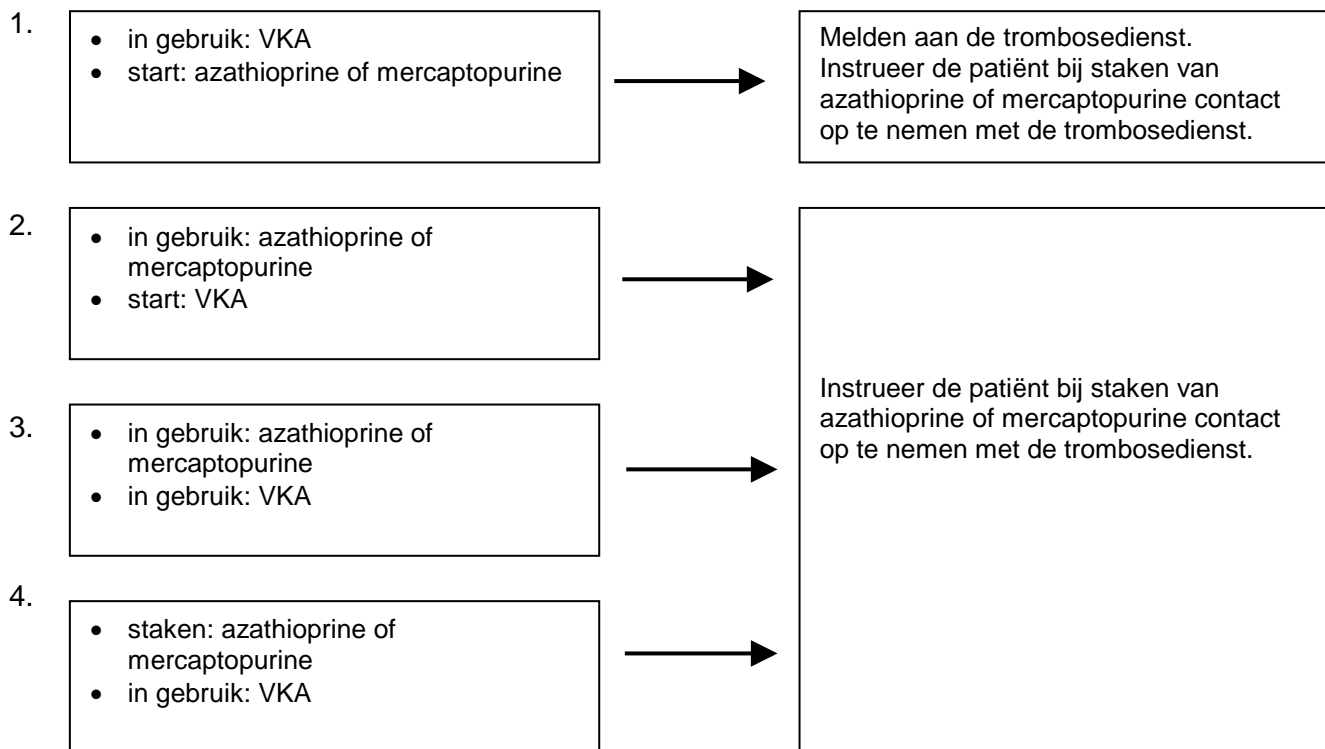 1.
• in gebruik: VKA
• start: azathioprine of mercaptopurine
Melden aan de trombosedienst.
Instrueer de patiënt bij staken van
azathioprine of mercaptopurine contact
op te nemen met de trombosedienst.
2.
• in gebruik: azathioprine of
mercaptopurine
• start: VKA
3.
• in gebruik: azathioprine of
mercaptopurine
• in gebruik: VKA
4.
• staken: azathioprine of
mercaptopurine
• in gebruik: VKA
Instrueer de patiënt bij staken van
azathioprine of mercaptopurine contact
op te nemen met de trombosedienst.